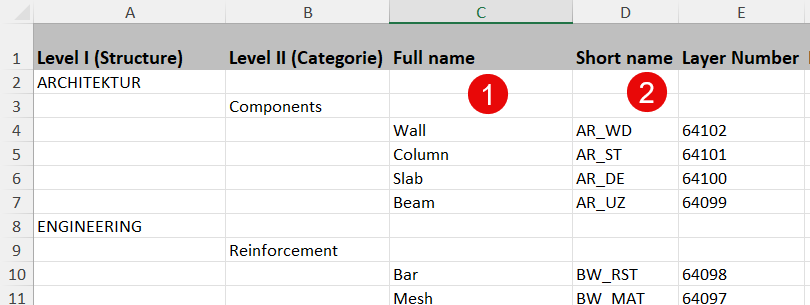 A B C D E
1 Level I (Structure) Level II (Categorie) Full name Short name Layer Number
2 ARCHITEKTUR 1 2
3 Components
4 Wall AR_WD 64102
5 Column AR_ST 64101
6 Slab AR_DE 64100
7 Beam AR_UZ 64099
8 ENGINEERING
9 Reinforcement
10 Bar BW_RST 64098
11 Mesh BW_MAT 64097